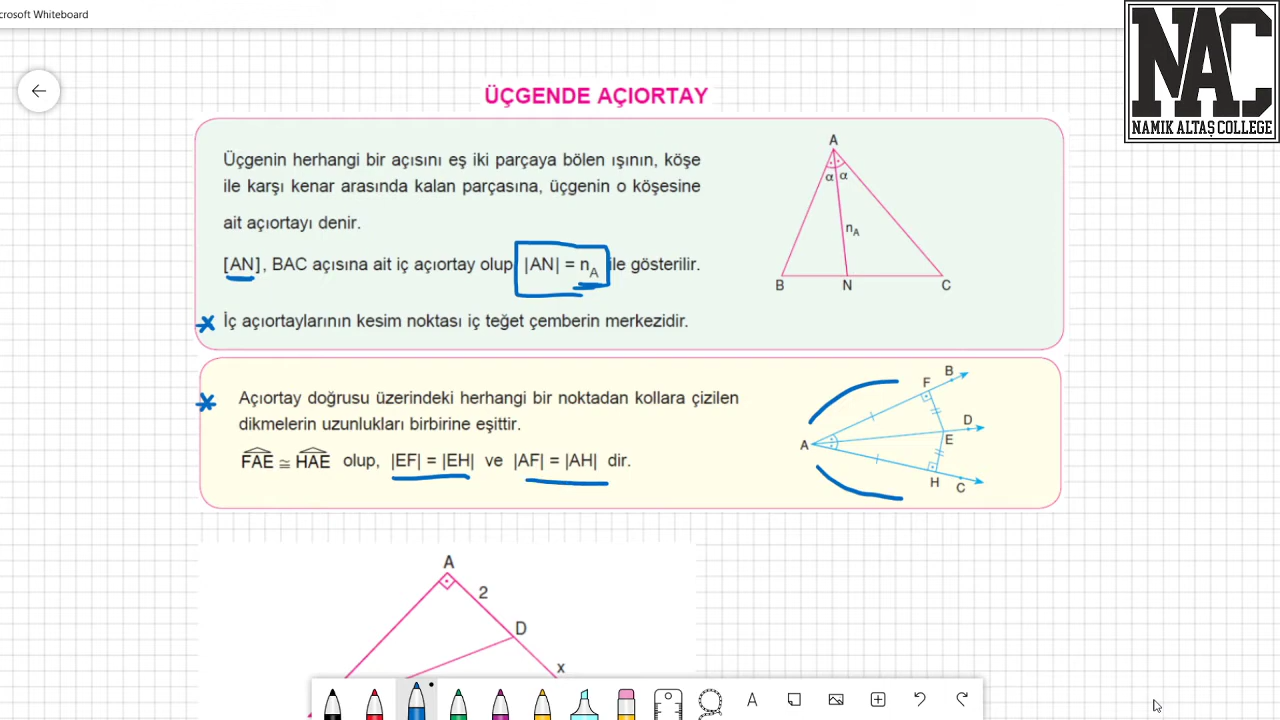 crosoft Whiteboard
NAC
NAMIK ALTAŞ COLLEGE
ÜÇGENDE AÇIORTAY
Üçgenin herhangi bir açısını eş iki parçaya bölen ışının, köşe
ile karşı kenar arasında kalan parçasına, üçgenin o köşesine
ait açıortayı denir.
[AN], BAC açısına ait iç açıortay olup |AN| = nA ile gösterilir.
İç açıortaylarının kesim noktası iç teğet çemberin merkezidir.
A
α α
nA
B N C
Açıortay doğrusu üzerindeki herhangi bir noktadan kollara çizilen
dikmelerin uzunlukları birbirine eşittir.
FAE ≅ HAE olup, |EF| = |EH| ve |AF| = |AH| dir.
B
F
D
A
E
H
C
A
2
D
x
A